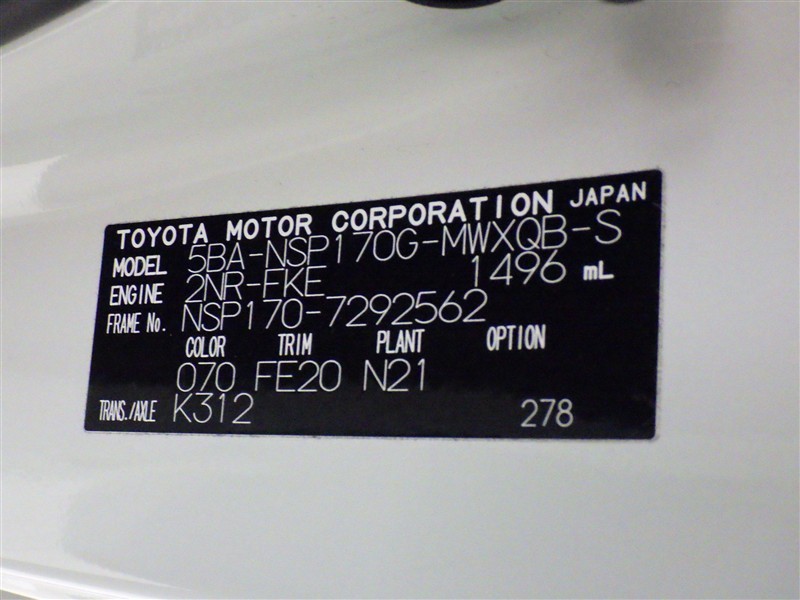 TOYOTA MOTOR CORPORATION JAPAN
MODEL 5BA-NSP170G-MWXQB-S
ENGINE 2NR-FKE 1496 mL
FRAME No. NSP170-7292562
COLOR TRIM PLANT OPTION
070 FE20 N21
TRANS./AXLE K312 278